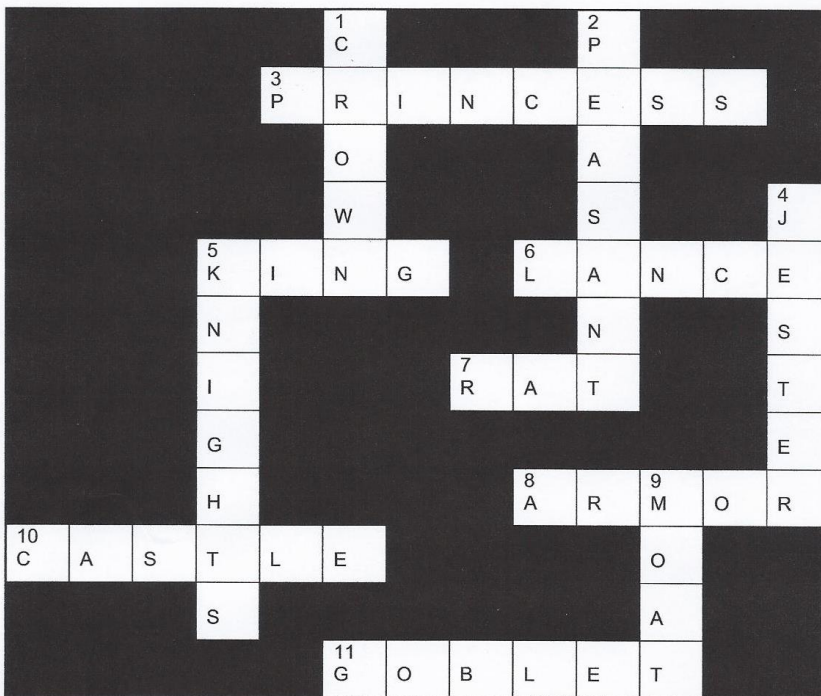 1 2
C P
3
P R I N C E S S
O A
4
W S J
5 6
K I N G L A N C E
N N S
7
I R A T T
G E
8 9
H A R M O R
10
C A S T L E O
S A
11
G O B L E T